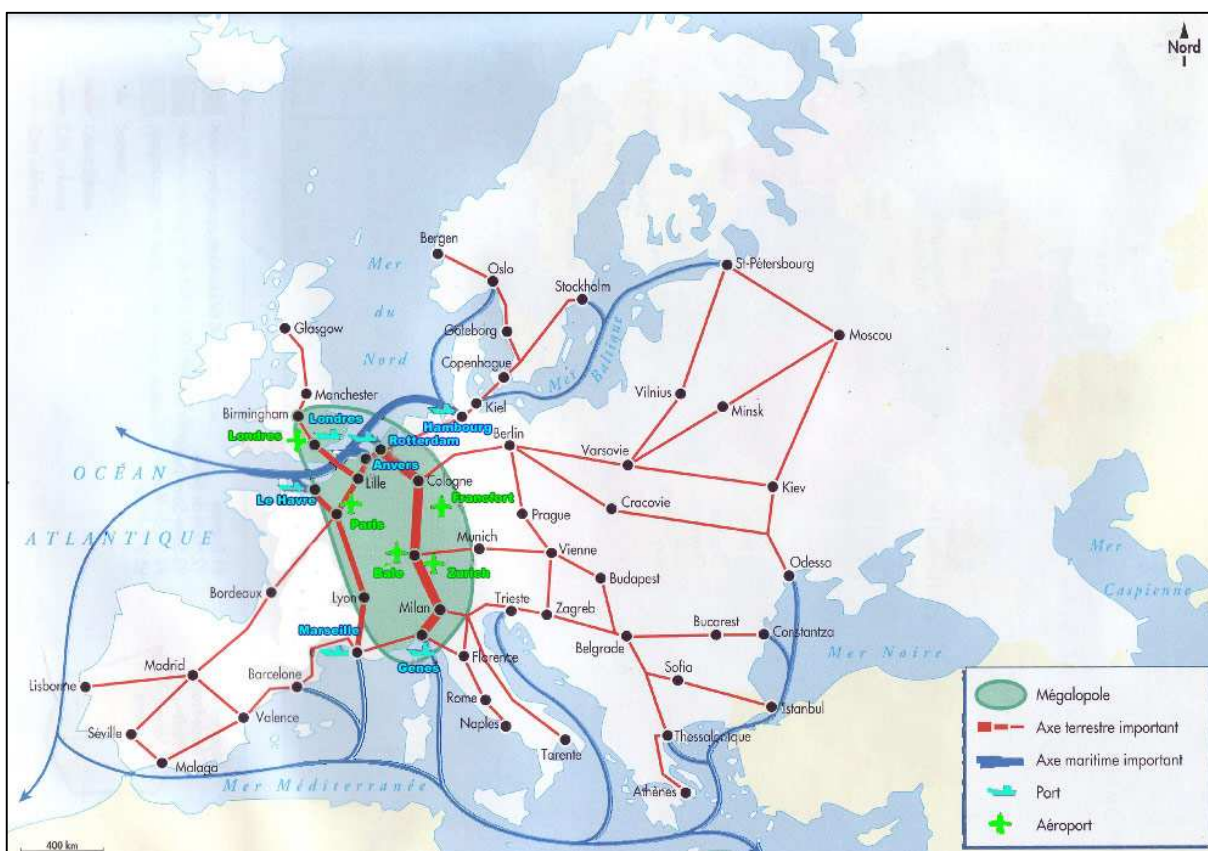 Nord
Bergen
Mer
du
Nord
Oslo
Stockholm
St-Pétersbourg
Glasgow
Göteborg
Moscou
Copenhague
Mer
Baltique
Manchester
Vilnius
Minsk
Birmingham
Londres
Kiel
Hambourg
Londres
Rotterdam
Berlin
Varsovie
Anvers
OCÉAN
Lille
Cologne
Kiev
Le Havre
Francfort
Cracovie
Paris
Prague
ATLANTIQUE
Munich
Vienne
Bale
Zurich
Odessa
Mer
Caspienne
Budapest
Bordeaux
Lyon
Milan
Trieste
Zagreb
Marseille
Bucarest
Constantza
Belgrade
Mer Noire
Genes
Florence
Madrid
Barcelone
Sofia
Lisbonne
Rome
Valence
Istanbul
Séville
Naples
Thessalonique
Tarente
Malaga
Mer Méditerranée
Athènes
400 km
Mégalopole
Axe terrestre important
Axe maritime important
Port
Aéroport